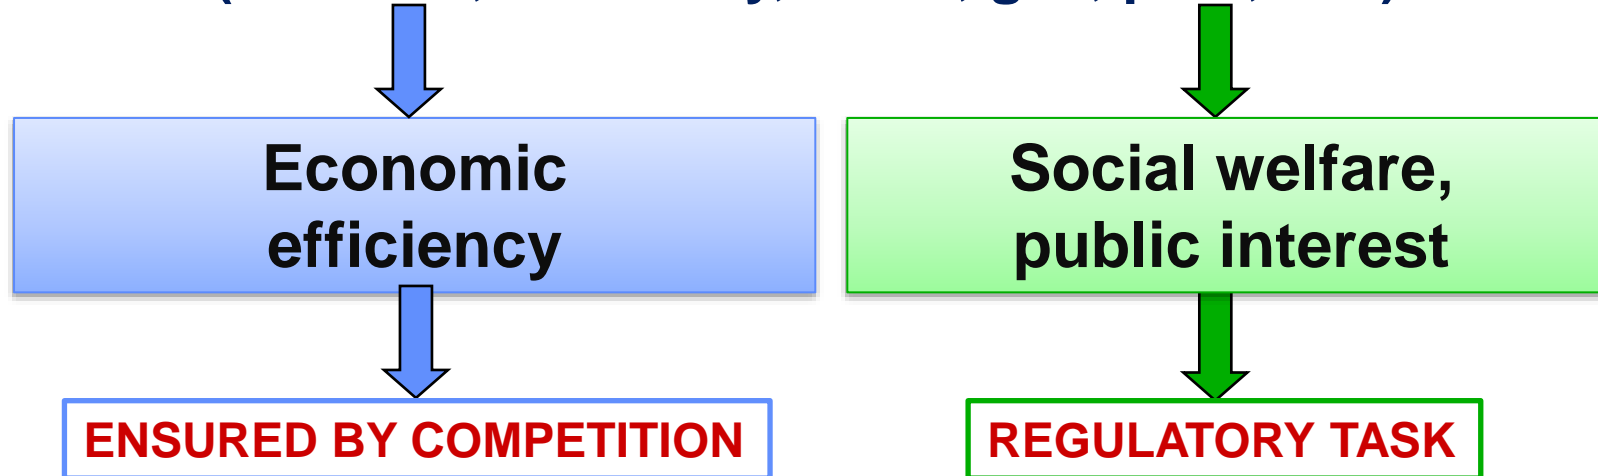 Economic
efficiency
Social welfare,
public interest
ENSURED BY COMPETITION
REGULATORY TASK